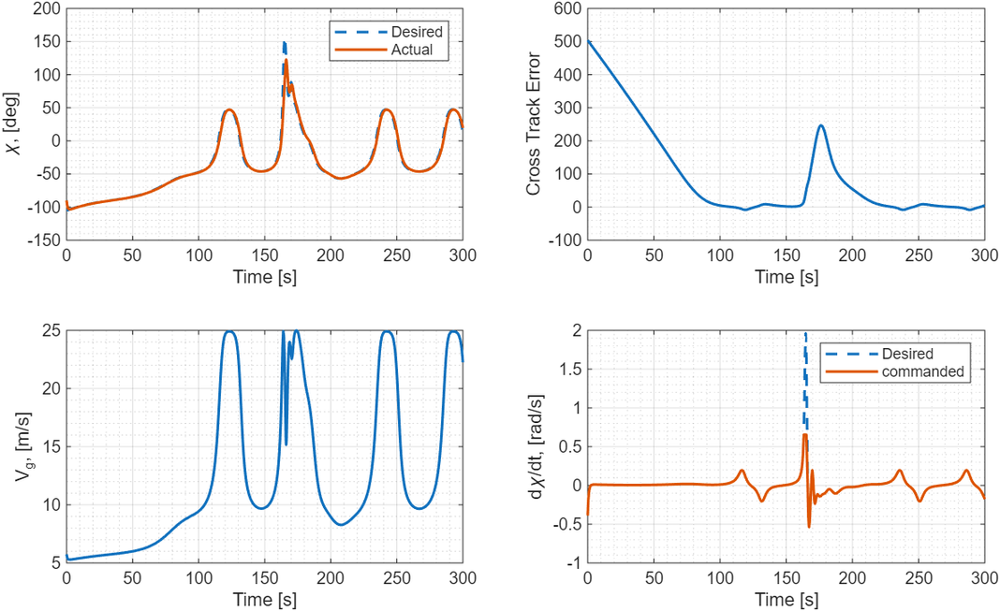 200
150
100
50
0
-50
-100
-150
χ, [deg]
Desired
Actual
0 50 100 150 200 250 300
Time [s]
600
500
400
300
200
100
0
-100
Cross Track Error
0 50 100 150 200 250 300
Time [s]
25
20
15
10
5
Vg, [m/s]
0 50 100 150 200 250 300
Time [s]
2
1.5
1
0.5
0
-0.5
-1
dχ/dt, [rad/s]
Desired
commanded
0 50 100 150 200 250 300
Time [s]